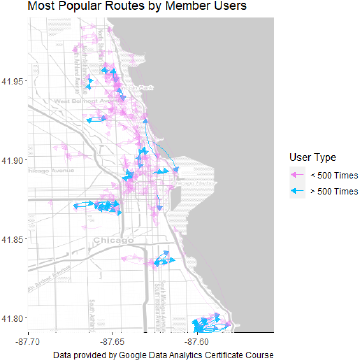 Most Popular Routes by Member Users
41.95
41.90
41.85
41.80
Chicago
-87.70
-87.65
-87.60
User Type
< 500 Times
> 500 Times
Data provided by Google Data Analytics Certificate Course